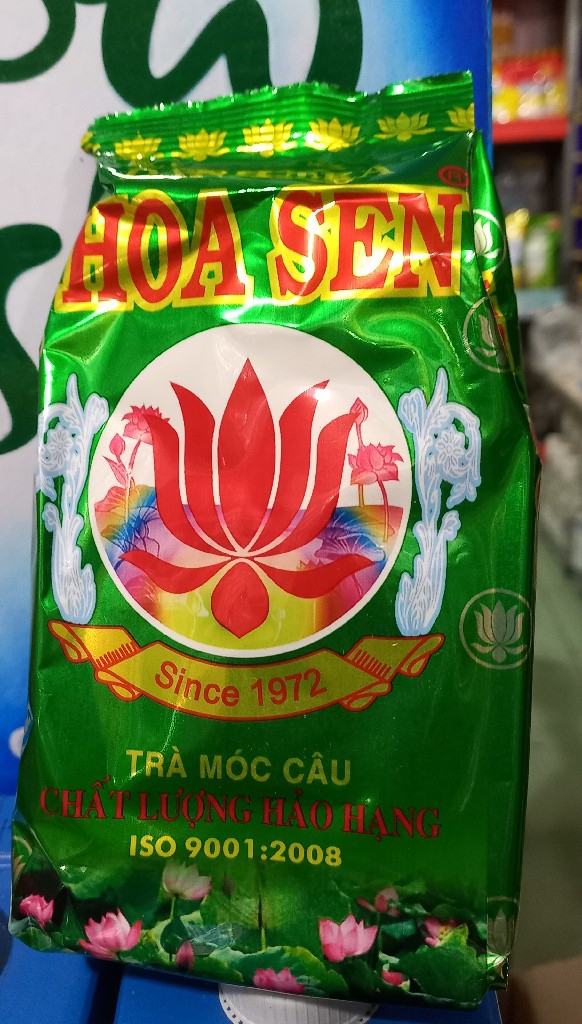 HOA SEN
Since 1972
TRÀ MÓC CÂU
CHẤT LƯỢNG HẢO HẠNG
ISO 9001:2008